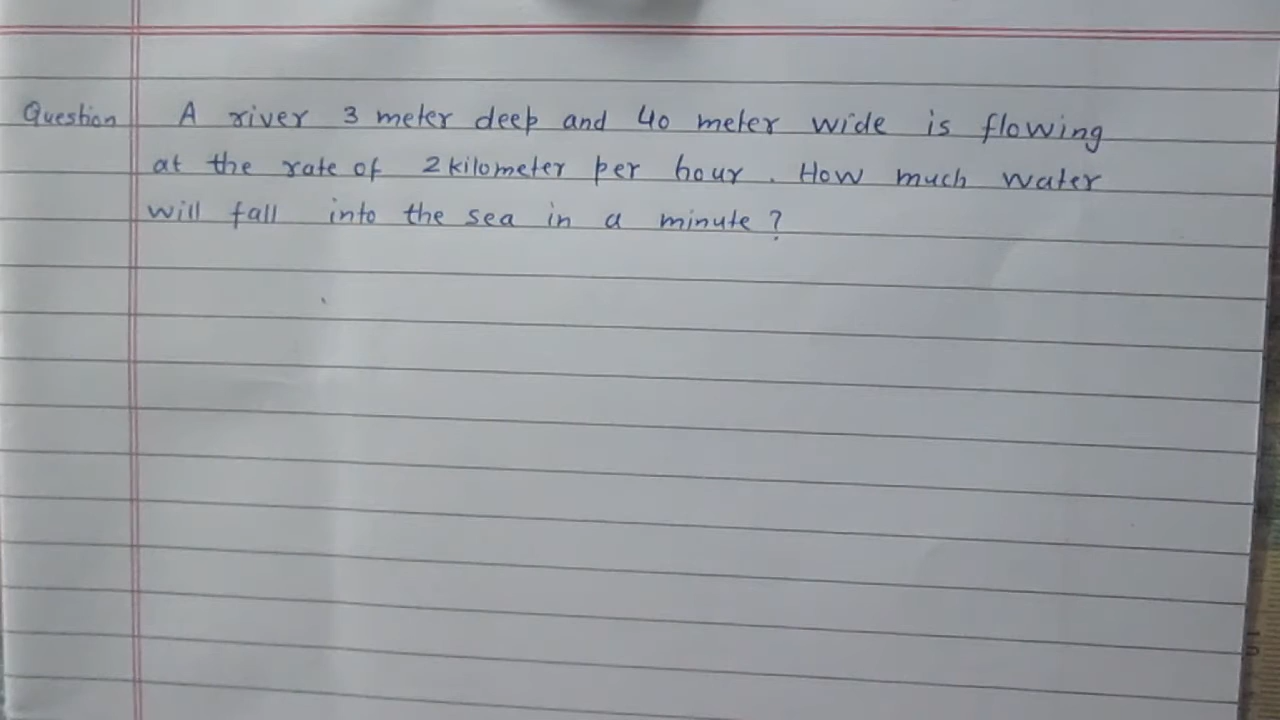 Question A river 3 meter deep and 40 meter wide is flowing
at the rate of 2 kilometer per hour. How much water
will fall into the sea in a minute?